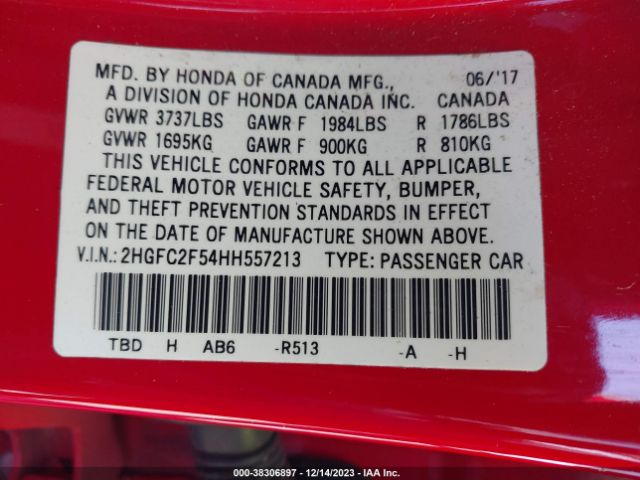 MFD. BY HONDA OF CANADA MFG., 06/'17
A DIVISION OF HONDA CANADA INC. CANADA
GVWR 3737LBS GAWR F 1984LBS R 1786LBS
GVWR 1695KG GAWR F 900KG R 810KG
THIS VEHICLE CONFORMS TO ALL APPLICABLE
FEDERAL MOTOR VEHICLE SAFETY, BUMPER,
AND THEFT PREVENTION STANDARDS IN EFFECT
ON THE DATE OF MANUFACTURE SHOWN ABOVE.
V.I.N.: 2HGFC2F54HH557213 TYPE: PASSENGER CAR
TBD H AB6 -R513 -A -H
000-38306897 - 12/14/2023 - IAA Inc.